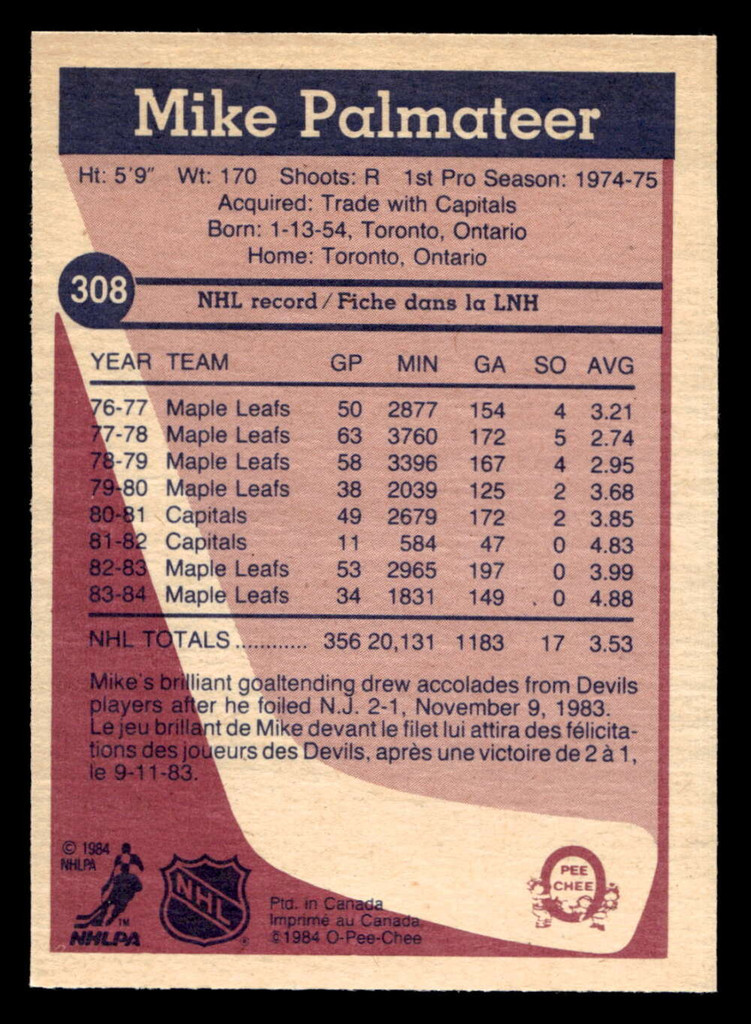 Mike Palmateer
Ht: 5'9" Wt: 170 Shoots: R 1st Pro Season: 1974-75
Acquired: Trade with Capitals
Born: 1-13-54, Toronto, Ontario
Home: Toronto, Ontario
308
NHL record / Fiche dans la LNH
YEAR TEAM GP MIN GA SO AVG
76-77 Maple Leafs 50 2877 154 4 3.21
77-78 Maple Leafs 63 3760 172 5 2.74
78-79 Maple Leafs 58 3396 167 4 2.95
79-80 Maple Leafs 38 2039 125 2 3.68
80-81 Capitals 49 2679 172 2 3.85
81-82 Capitals 11 584 47 0 4.83
82-83 Maple Leafs 53 2965 197 0 3.99
83-84 Maple Leafs 34 1831 149 0 4.88
NHL TOTALS ............ 356 20,131 1183 17 3.53
Mike's brilliant goaltending drew accolades from Devils
players after he foiled N.J. 2-1, November 9, 1983.
Le jeu brillant de Mike devant le filet lui attira des félicita-
tions des joueurs des Devils, après une victoire de 2 à 1,
le 9-11-83.
© 1984
NHLPA
TM
NHLPA
NHL
Ptd. in Canada
Imprimé au Canada
© 1984 O-Pee-Chee
PEE
CHEE